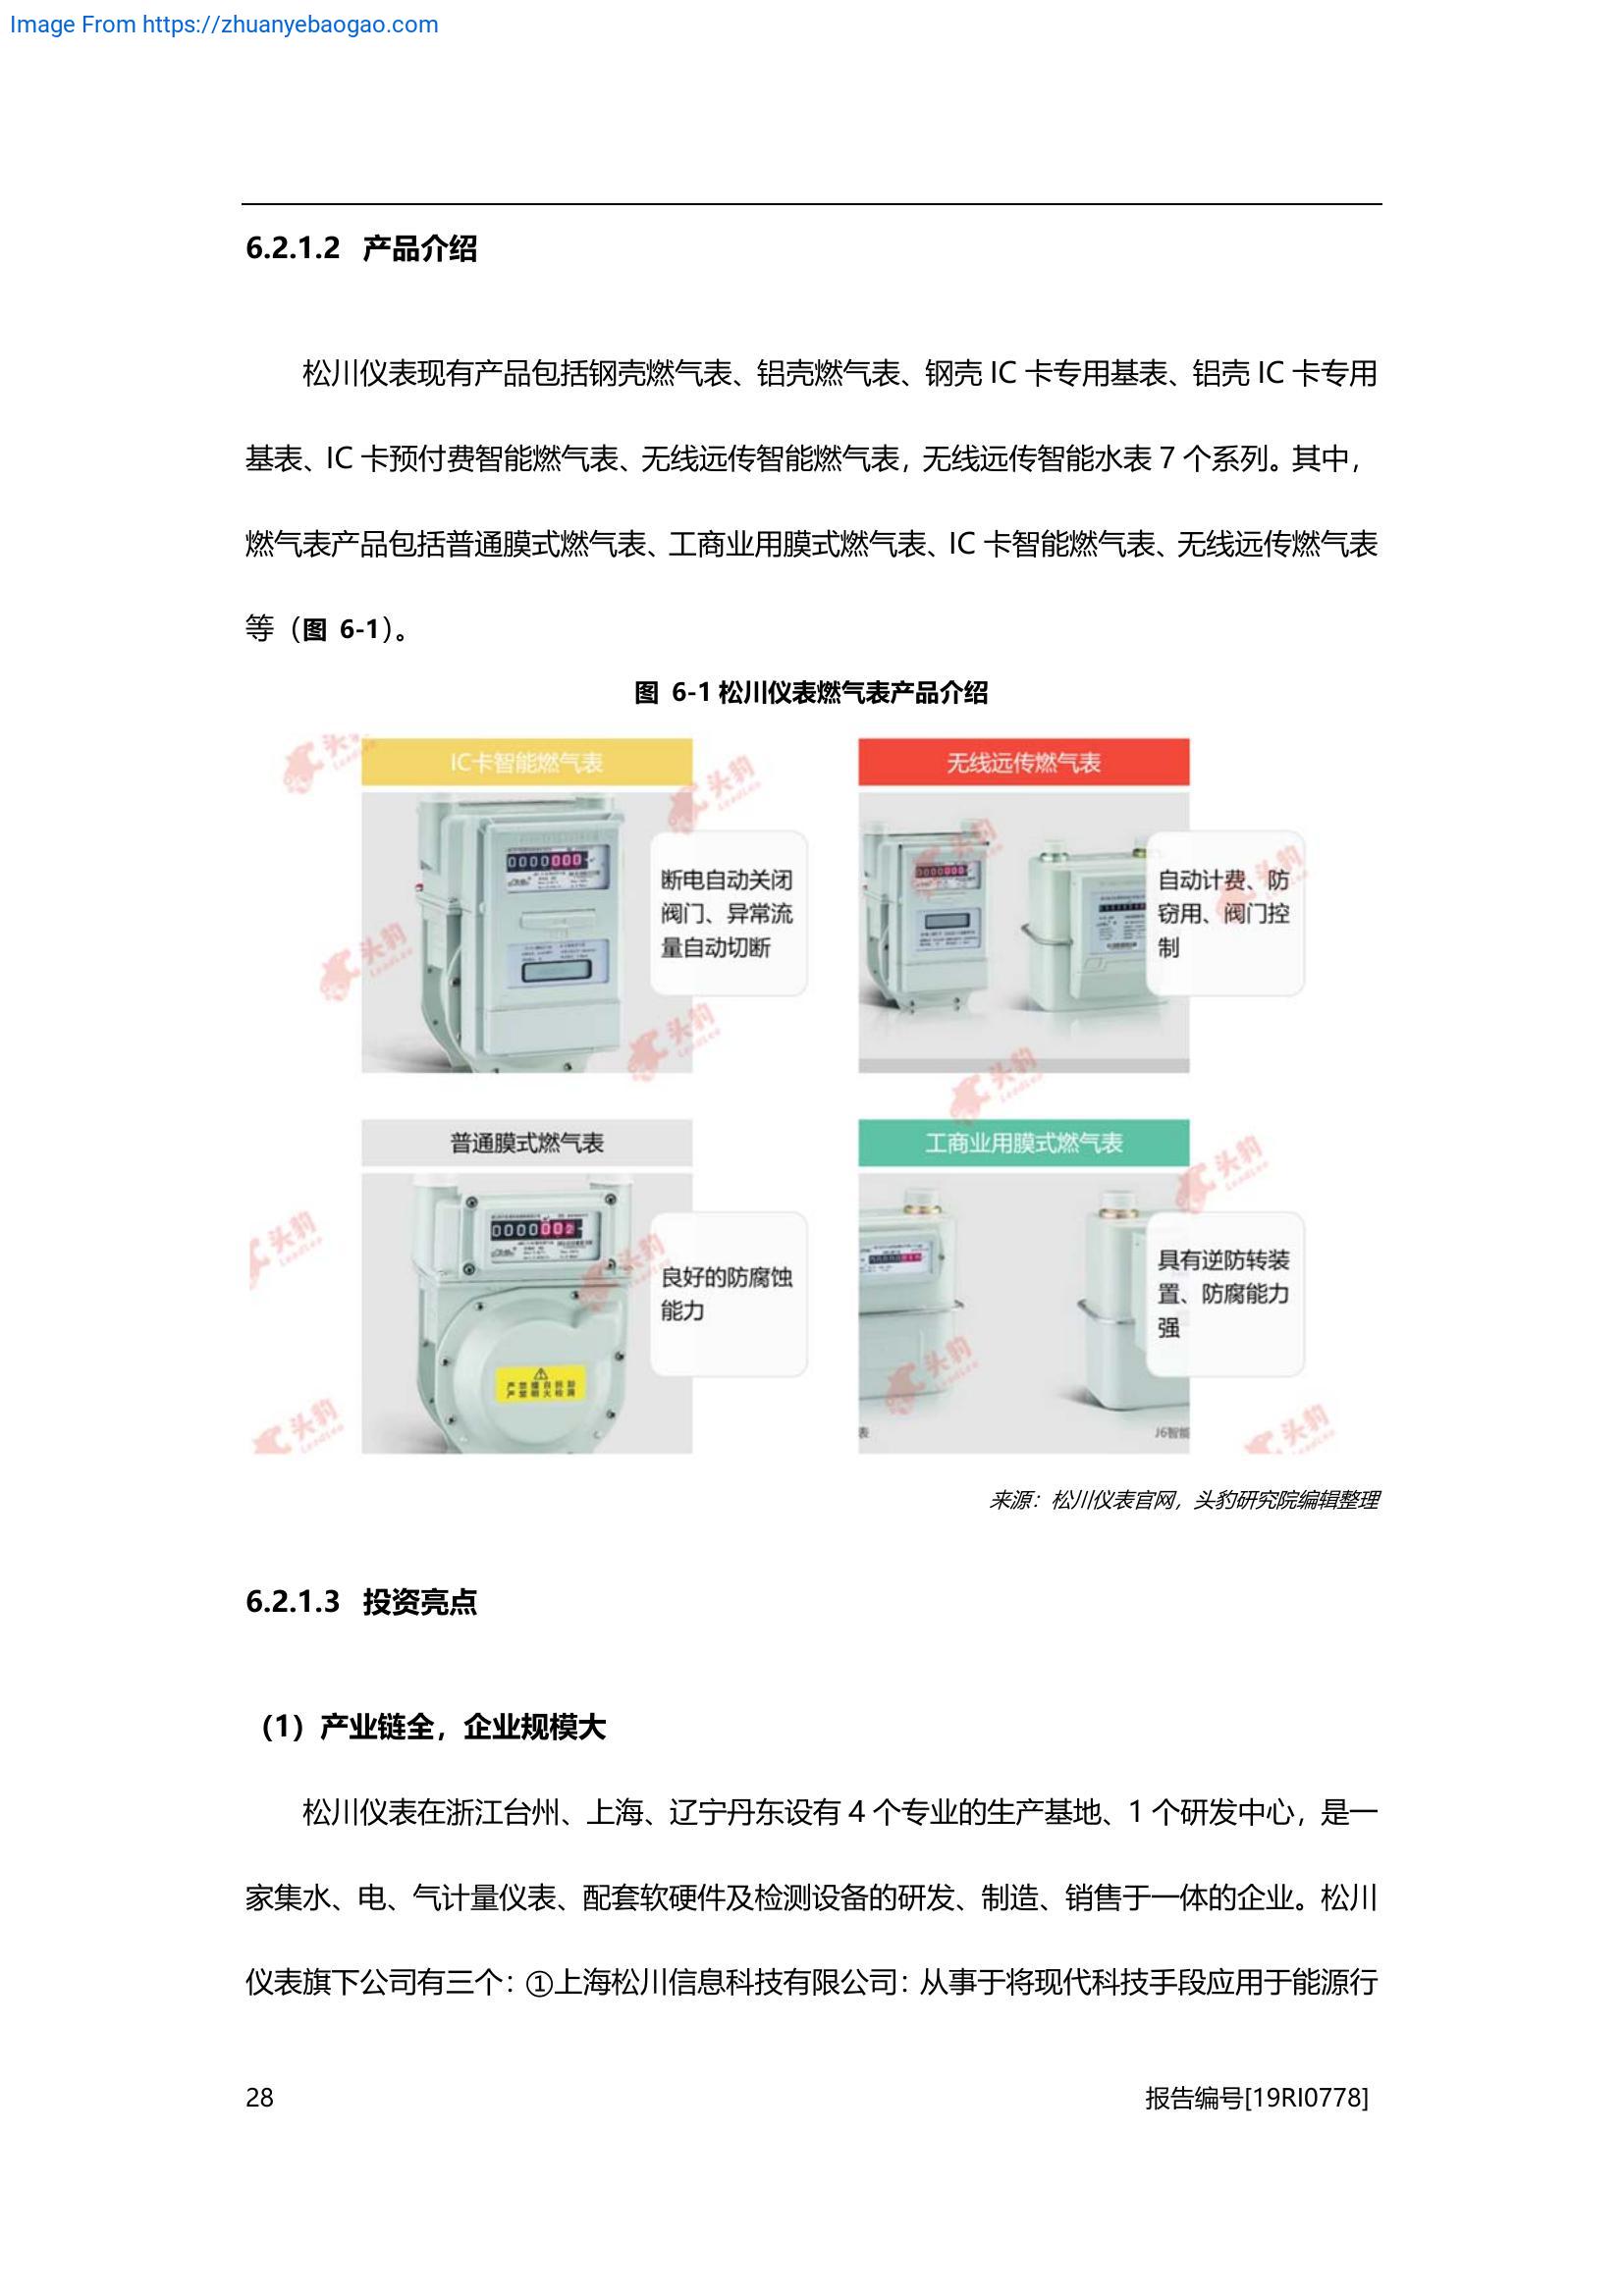 Image From https://zhuanyebaogao.com
6.2.1.2 产品介绍
松川仪表现有产品包括钢壳燃气表、铝壳燃气表、钢壳 IC 卡专用基表、铝壳 IC 卡专用
基表、IC 卡预付费智能燃气表、无线远传智能燃气表，无线远传智能水表 7 个系列。其中，
燃气表产品包括普通膜式燃气表、工商业用膜式燃气表、IC 卡智能燃气表、无线远传燃气表
等（图 6-1）。
图 6-1 松川仪表燃气表产品介绍
IC卡智能燃气表
断电自动关闭
阀门、异常流
量自动切断
无线远传燃气表
自动计费、防
窃用、阀门控
制
普通膜式燃气表
良好的防腐蚀
能力
工商业用膜式燃气表
具有逆防转装
置、防腐能力
强
表
J6智能
头豹
LeadLeo
来源：松川仪表官网，头豹研究院编辑整理
6.2.1.3 投资亮点
（1）产业链全，企业规模大
松川仪表在浙江台州、上海、辽宁丹东设有 4 个专业的生产基地、1 个研发中心，是一
家集水、电、气计量仪表、配套软硬件及检测设备的研发、制造、销售于一体的企业。松川
仪表旗下公司有三个：①上海松川信息科技有限公司：从事于将现代科技手段应用于能源行
28
报告编号[19RI0778]